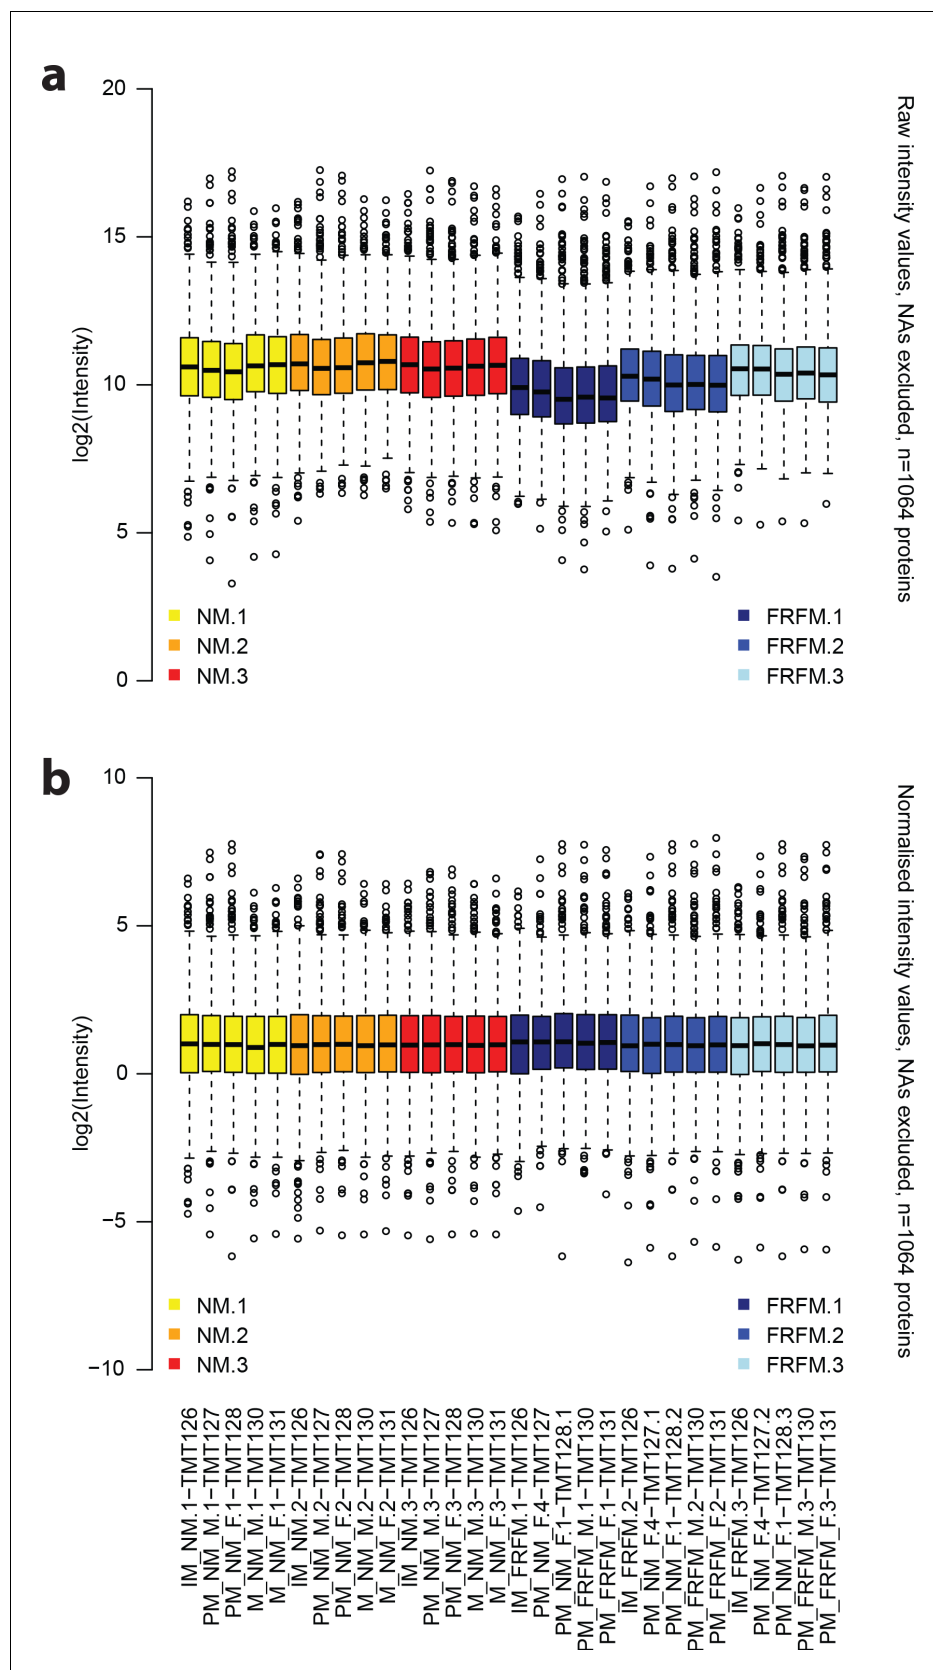 a
20
15
10
5
0
log2(Intensity)
NM.1
NM.2
NM.3
FRFM.1
FRFM.2
FRFM.3
Raw intensity values, NAs excluded, n=1064 proteins
b
10
5
0
−5
−10
log2(Intensity)
NM.1
NM.2
NM.3
FRFM.1
FRFM.2
FRFM.3
Normalised intensity values, NAs excluded, n=1064 proteins
IM_NM.1−TMT126
PM_NM_M.1−TMT127
PM_NM_F.1−TMT128
M_NM_M.1−TMT130
M_NM_F.1−TMT131
IM_NM.2−TMT126
PM_NM_M.2−TMT127
PM_NM_F.2−TMT128
M_NM_M.2−TMT130
M_NM_F.2−TMT131
IM_NM.3−TMT126
PM_NM_M.3−TMT127
PM_NM_F.3−TMT128
M_NM_M.3−TMT130
M_NM_F.3−TMT131
IM_FRFM.1−TMT126
PM_NM_F.4−TMT127
PM_NM_F.1−TMT128.1
PM_FRFM_M.1−TMT130
PM_FRFM_F.1−TMT131
IM_FRFM.2−TMT126
PM_NM_F.4−TMT127.1
PM_NM_F.1−TMT128.2
PM_FRFM_M.2−TMT130
PM_FRFM_F.2−TMT131
IM_FRFM.3−TMT126
PM_NM_F.4−TMT127.2
PM_NM_F.1−TMT128.3
PM_FRFM_M.3−TMT130
PM_FRFM_F.3−TMT131